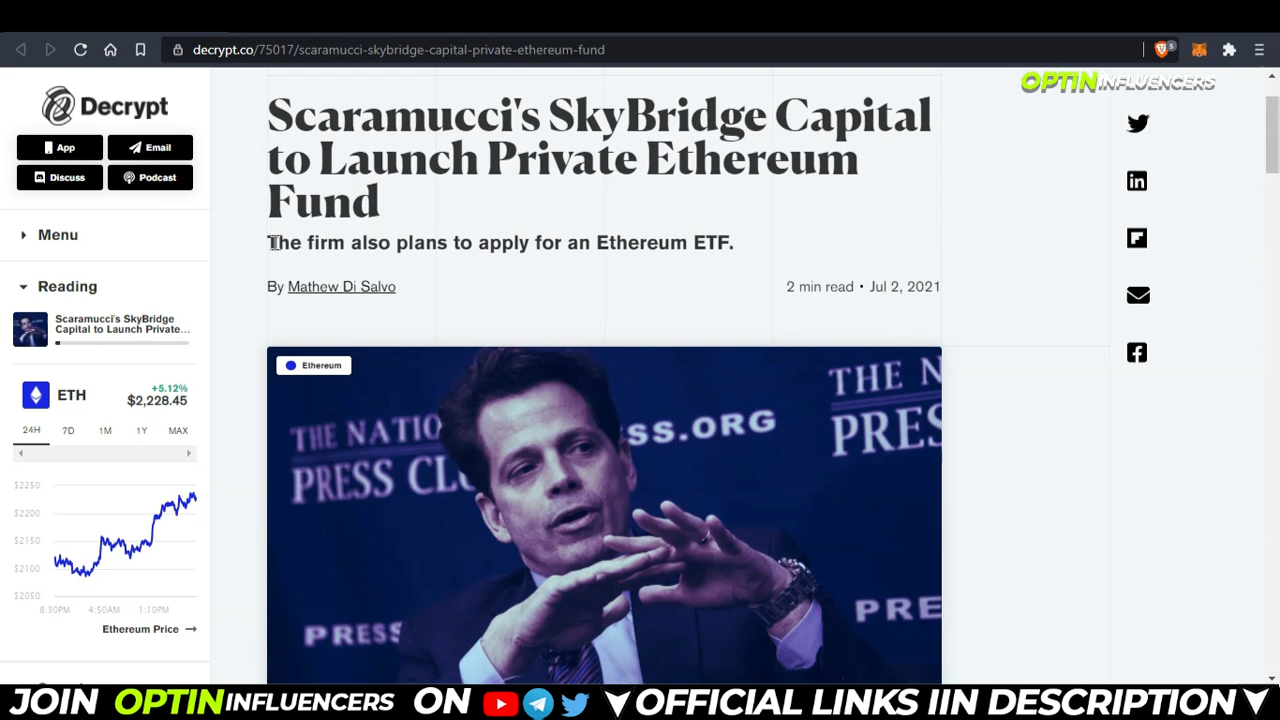 decrypt.co/75017/scaramucci-skybridge-capital-private-ethereum-fund
5
OPTIN INFLUENCERS
Decrypt
App
Email
Discuss
Podcast
Menu
Reading
Scaramucci's SkyBridge
Capital to Launch Private...
ETH
+5.12%
$2,228.45
24H 7D 1M 1Y MAX
$2250
$2200
$2150
$2100
$2050
8:30PM 4:50AM 1:10PM
Ethereum Price →
Scaramucci's SkyBridge Capital
to Launch Private Ethereum
Fund
The firm also plans to apply for an Ethereum ETF.
By Mathew Di Salvo
2 min read • Jul 2, 2021
Ethereum
THE NATIO
PRESS CLU
SS.ORG
THE N
PRES
PRESS
PRE
JOIN OPTIN INFLUENCERS ON OFFICIAL LINKS IIN DESCRIPTION